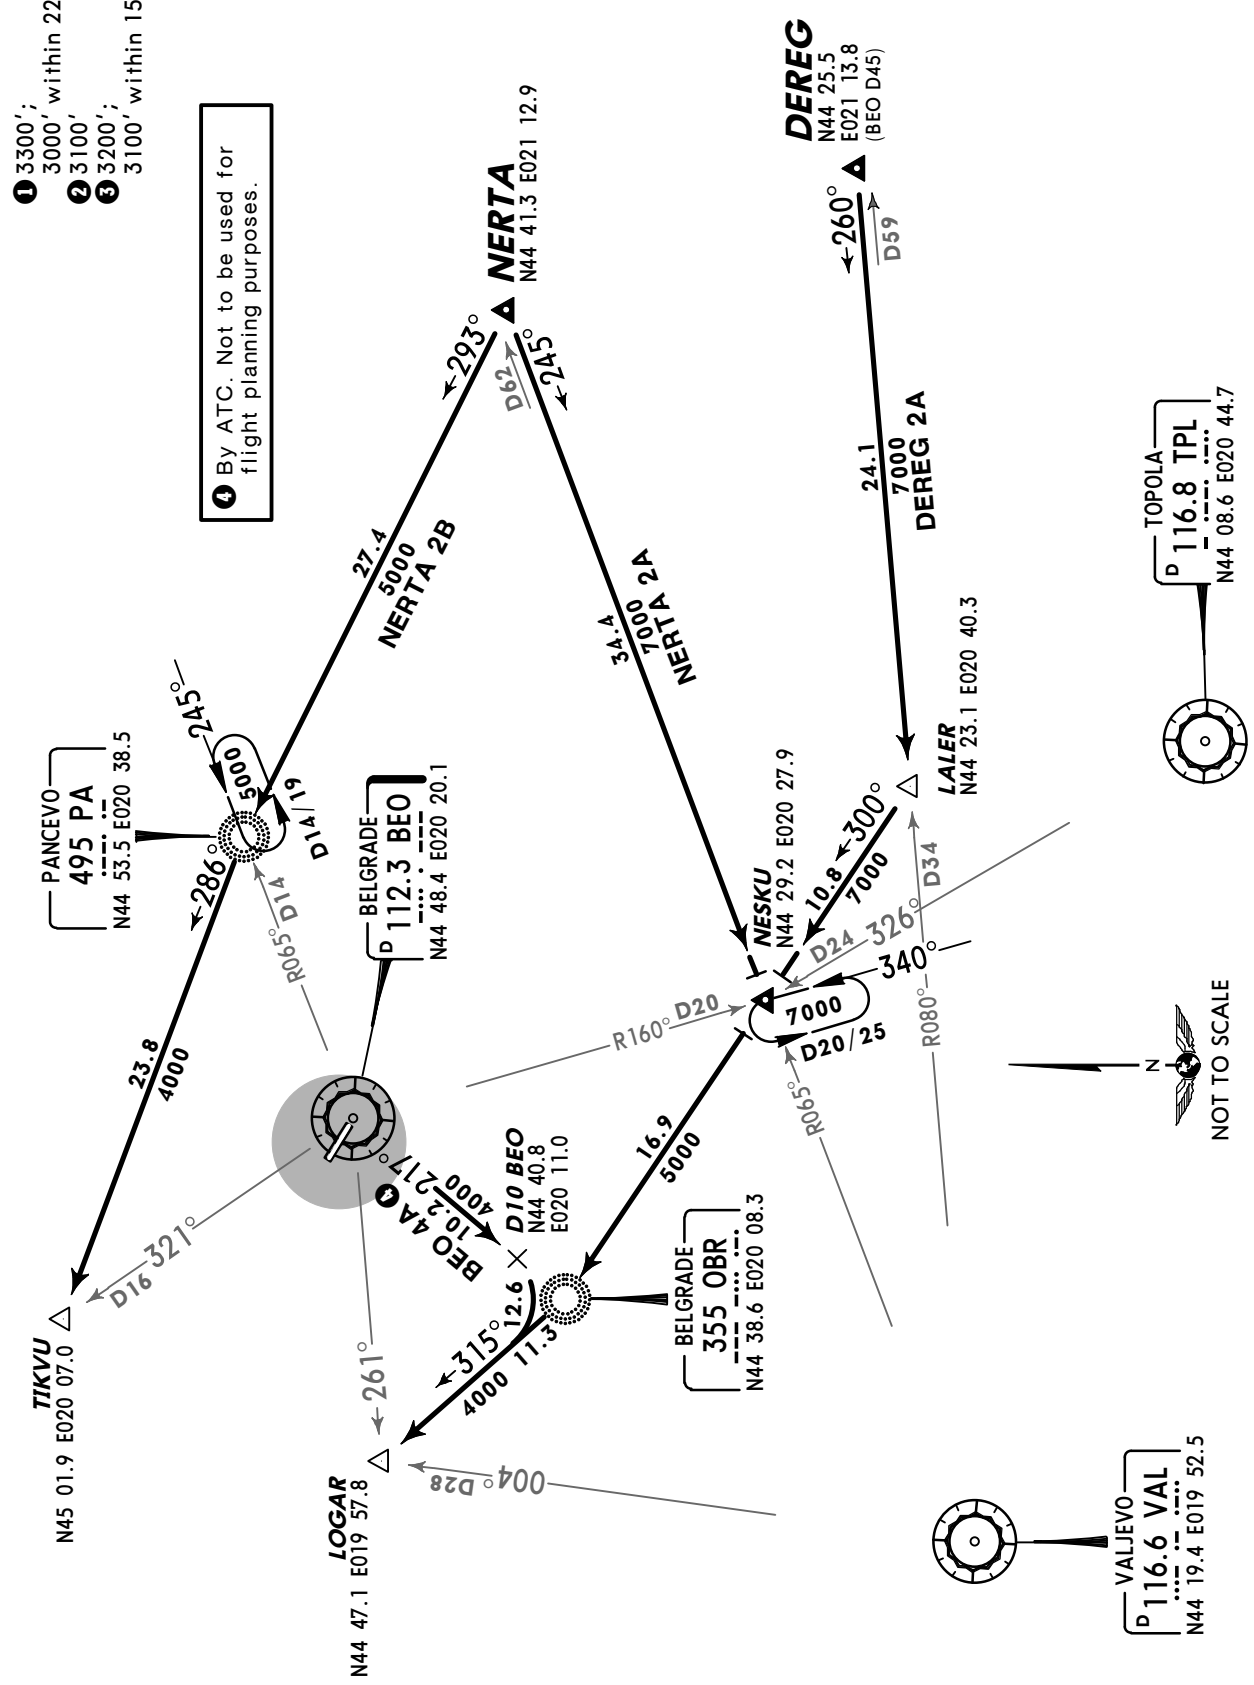 ❶ 3300';
3000' within 22
❷ 3100'
❸ 3200';
3100' within 15
❹ By ATC. Not to be used for
flight planning purposes.
TIKVU
N45 01.9 E020 07.0
D16
321°
23.8
4000
286°
PANCEVO
495 PA
N44 53.5 E020 38.5
245°
5000
D14/19
R065° D14
27.4
5000
NERTA 2B
293°
NERTA
N44 41.3 E021 12.9
D62
245°
34.4
7000
NERTA 2A
BELGRADE
D 112.3 BEO
N44 48.4 E020 20.1
BEO 4A ❹
10.2 217°
4000
D10 BEO
N44 40.8
E020 11.0
12.6
315°
4000 11.3
261°
LOGAR
N44 47.1 E019 57.8
D28
004°
BELGRADE
355 OBR
N44 38.6 E020 08.3
16.9
5000
R160° D20
NESKU
N44 29.2 E020 27.9
7000
D20/25
340°
D24 326°
R065°
R080°
D34
10.8
7000
300°
LALER
N44 23.1 E020 40.3
24.1
7000
DEREG 2A
260°
D59
DEREG
N44 25.5
E021 13.8
(BEO D45)
TOPOLA
D 116.8 TPL
N44 08.6 E020 44.7
VALJEVO
D 116.6 VAL
N44 19.4 E019 52.5
N
NOT TO SCALE